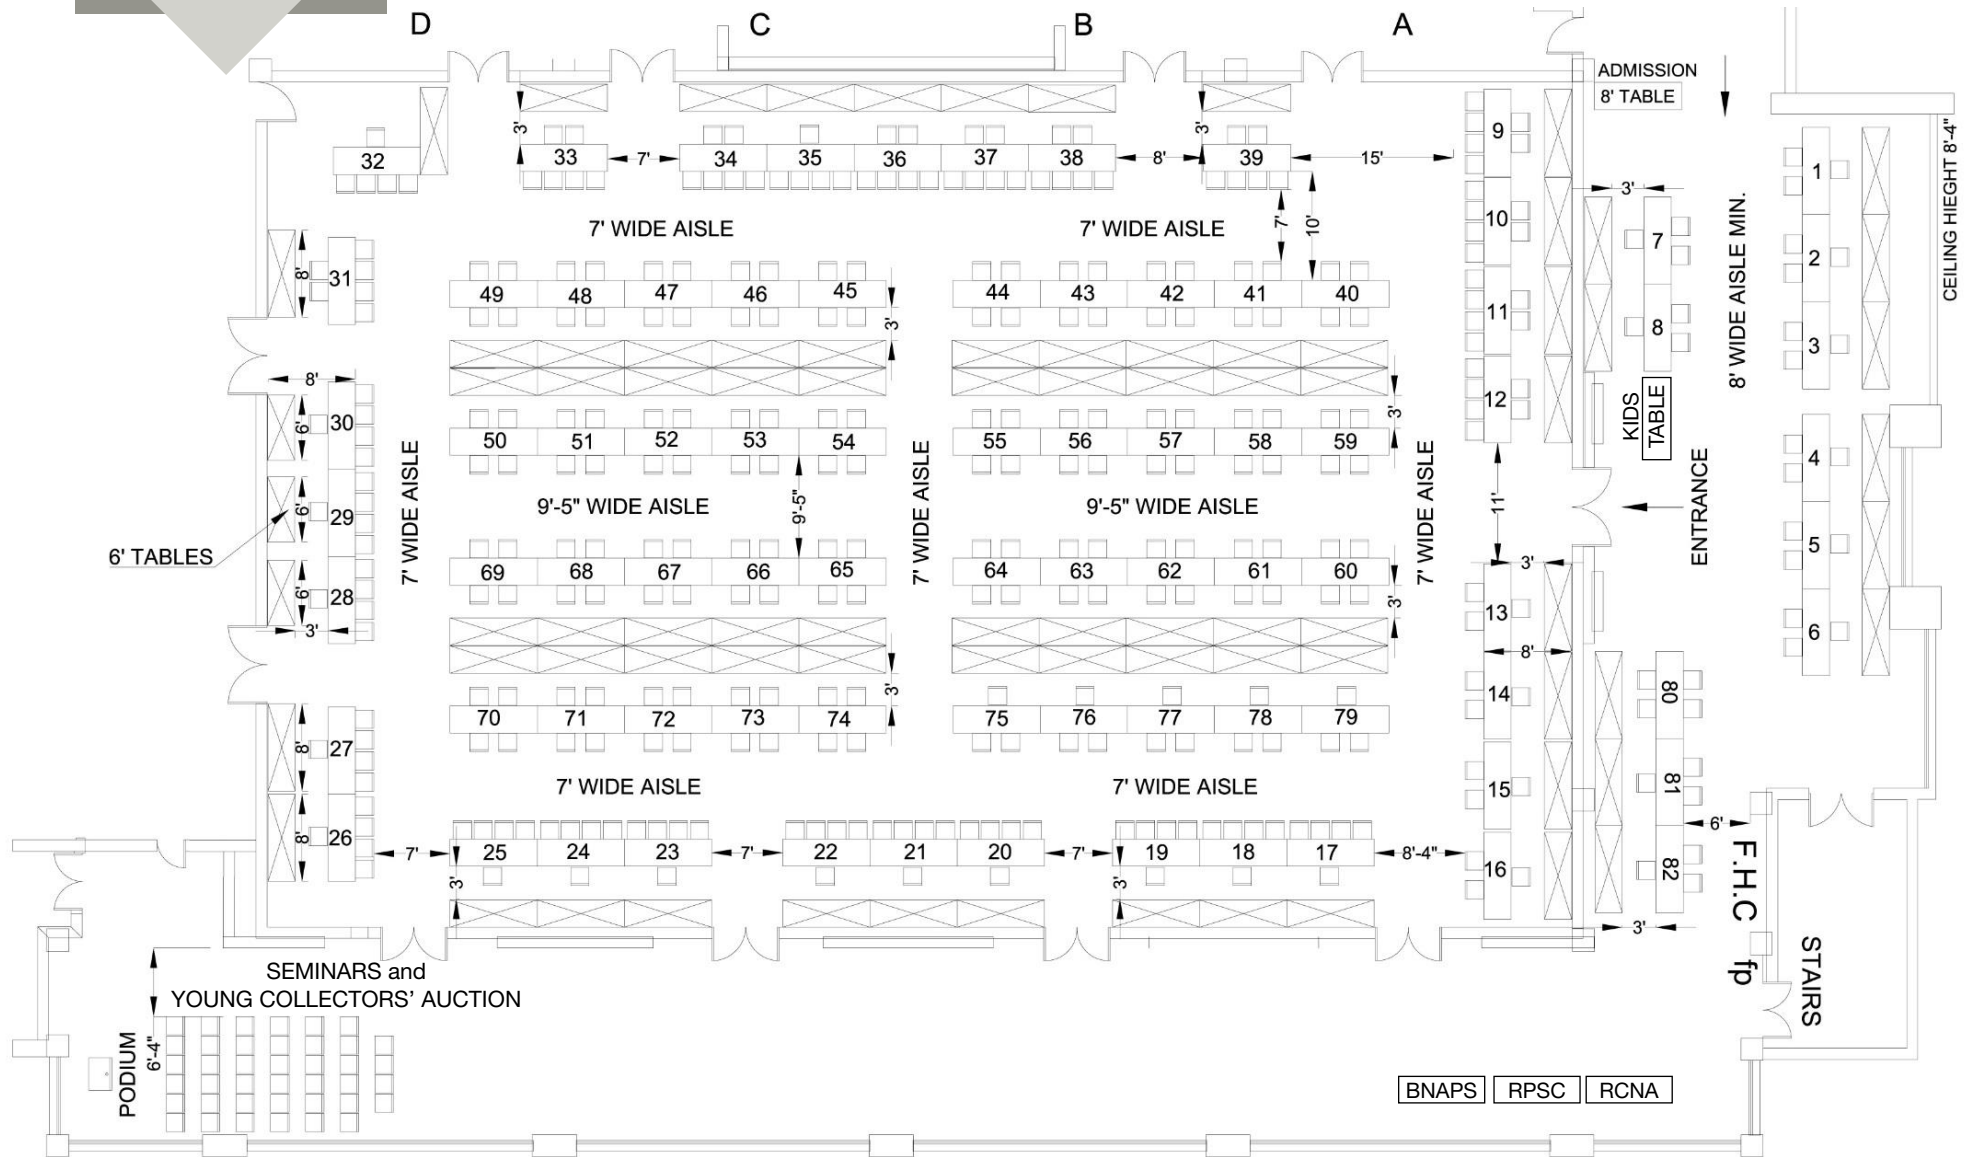 D C B A
ADMISSION
8' TABLE
32
33
34 35 36 37 38
39
3'
7'
8'
3'
15'
7' WIDE AISLE
7' WIDE AISLE
7'
10'
9
10
11
12
11'
3'
7
8
KIDS
TABLE
8' WIDE AISLE MIN.
1
2
3
4
5
6
CEILING HIEGHT 8'-4"
ENTRANCE
8'
31
8'
6'
30
6'
29
6'
28
3'
6' TABLES
7' WIDE AISLE
49 48 47 46 45
3'
44 43 42 41 40
50 51 52 53 54
55 56 57 58 59
3'
9'-5" WIDE AISLE
9'-5"
7' WIDE AISLE
9'-5" WIDE AISLE
7' WIDE AISLE
69 68 67 66 65
64 63 62 61 60
3'
3'
70 71 72 73 74
75 76 77 78 79
7' WIDE AISLE
7' WIDE AISLE
3'
13
8'
14
15
16
80
81
82
6'
3'
F.H.C
fp
STAIRS
8'
27
8'
26
7'
25 24 23
7'
22 21 20
7'
19 18 17
8'-4"
3'
3'
SEMINARS and
YOUNG COLLECTORS' AUCTION
6'-4"
PODIUM
BNAPS RPSC RCNA